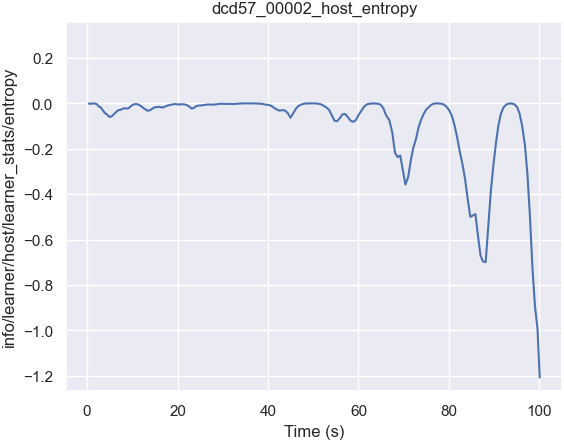 dcd57_00002_host_entropy
info/learner/host/learner_stats/entropy
0.2
0.0
−0.2
−0.4
−0.6
−0.8
−1.0
−1.2
0 20 40 60 80 100
Time (s)